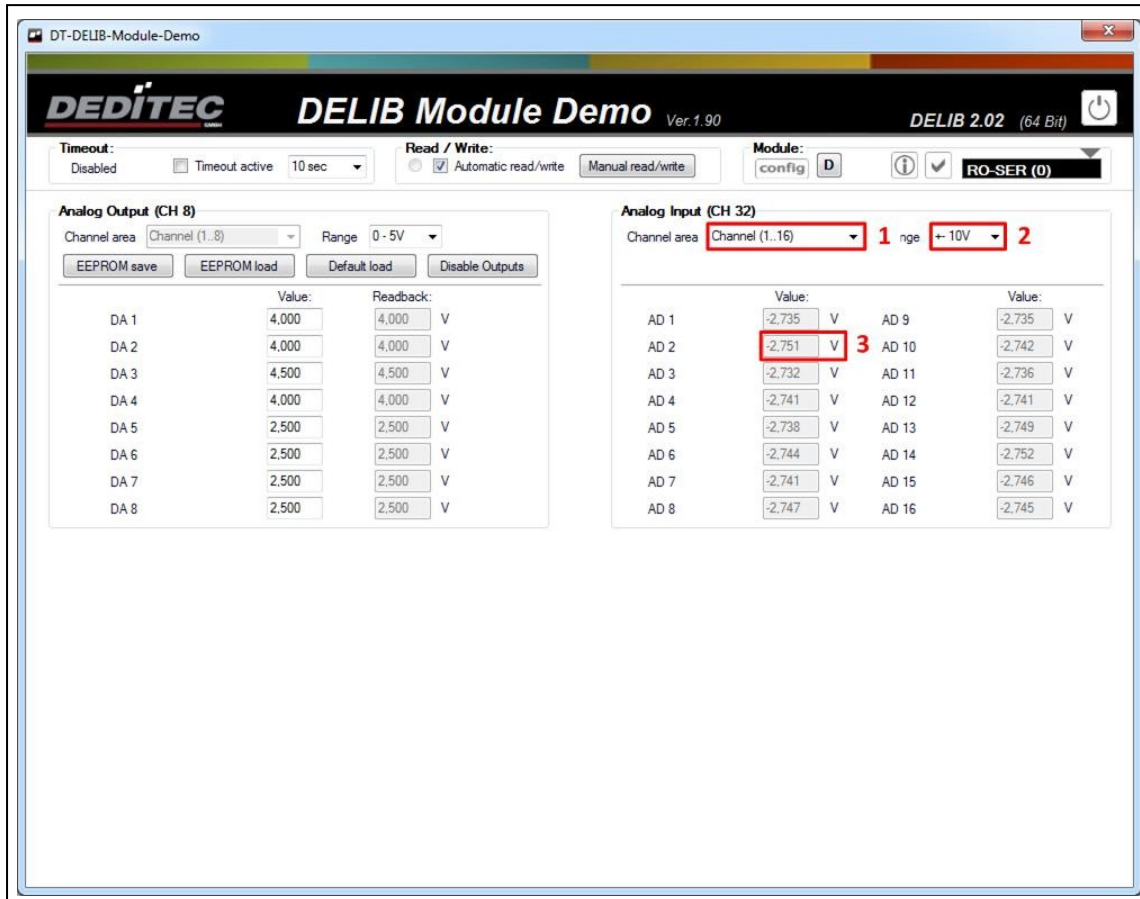 DT-DELIB-Module-Demo
DEDITEC
GMBH
DELIB Module Demo Ver.1.90
DELIB 2.02 (64 Bit)
Timeout:
Disabled Timeout active 10 sec
Read / Write:
Automatic read/write Manual read/write
Module:
config D RO-SER (0)
Analog Output (CH 8)
Channel area Channel (1..8) Range 0 - 5V
EEPROM save EEPROM load Default load Disable Outputs
Value: Readback:
DA 1 4,000 4,000 V
DA 2 4,000 4,000 V
DA 3 4,500 4,500 V
DA 4 4,000 4,000 V
DA 5 2,500 2,500 V
DA 6 2,500 2,500 V
DA 7 2,500 2,500 V
DA 8 2,500 2,500 V
Analog Input (CH 32)
Channel area Channel (1..16) 1 nge +- 10V 2
Value: Value:
AD 1 -2,735 V AD 9 -2,735 V
AD 2 -2,751 V 3 AD 10 -2,742 V
AD 3 -2,732 V AD 11 -2,736 V
AD 4 -2,741 V AD 12 -2,741 V
AD 5 -2,738 V AD 13 -2,749 V
AD 6 -2,744 V AD 14 -2,752 V
AD 7 -2,741 V AD 15 -2,746 V
AD 8 -2,747 V AD 16 -2,745 V